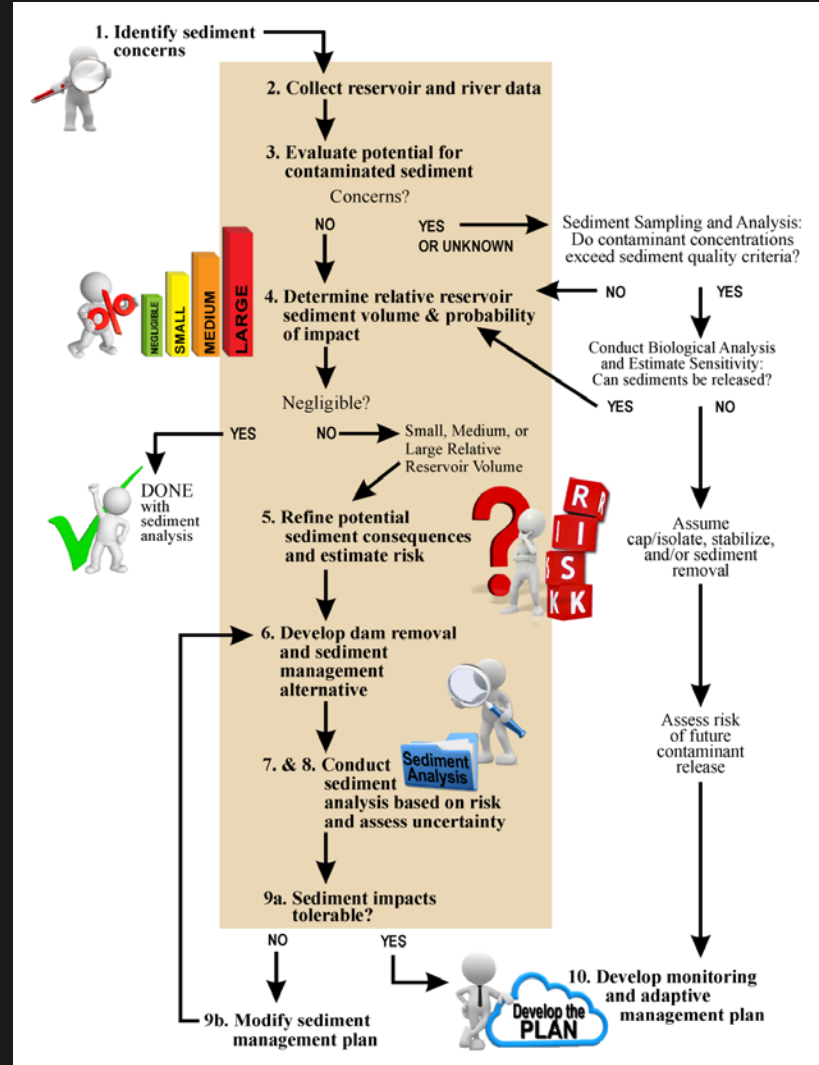 1. Identify sediment
concerns
2. Collect reservoir and river data
3. Evaluate potential for
contaminated sediment
Concerns?
NO
YES
OR UNKNOWN
Sediment Sampling and Analysis:
Do contaminant concentrations
exceed sediment quality criteria?
NO
YES
%
NEGLIGIBLE
SMALL
MEDIUM
LARGE
4. Determine relative reservoir
sediment volume & probability
of impact
Conduct Biological Analysis
and Estimate Sensitivity:
Can sediments be released?
YES
NO
Negligible?
YES
NO
Small, Medium, or
Large Relative
Reservoir Volume
DONE
with
sediment
analysis
5. Refine potential
sediment consequences
and estimate risk
?
R R
I I
S S
K K
Assume
cap/isolate, stabilize,
and/or sediment
removal
6. Develop dam removal
and sediment
management
alternative
Assess risk
of future
contaminant
release
Sediment
Analysis
7. & 8. Conduct
sediment
analysis based on risk
and assess uncertainty
9a. Sediment impacts
tolerable?
NO
YES
9b. Modify sediment
management plan
Develop the
PLAN
10. Develop monitoring
and adaptive
management plan